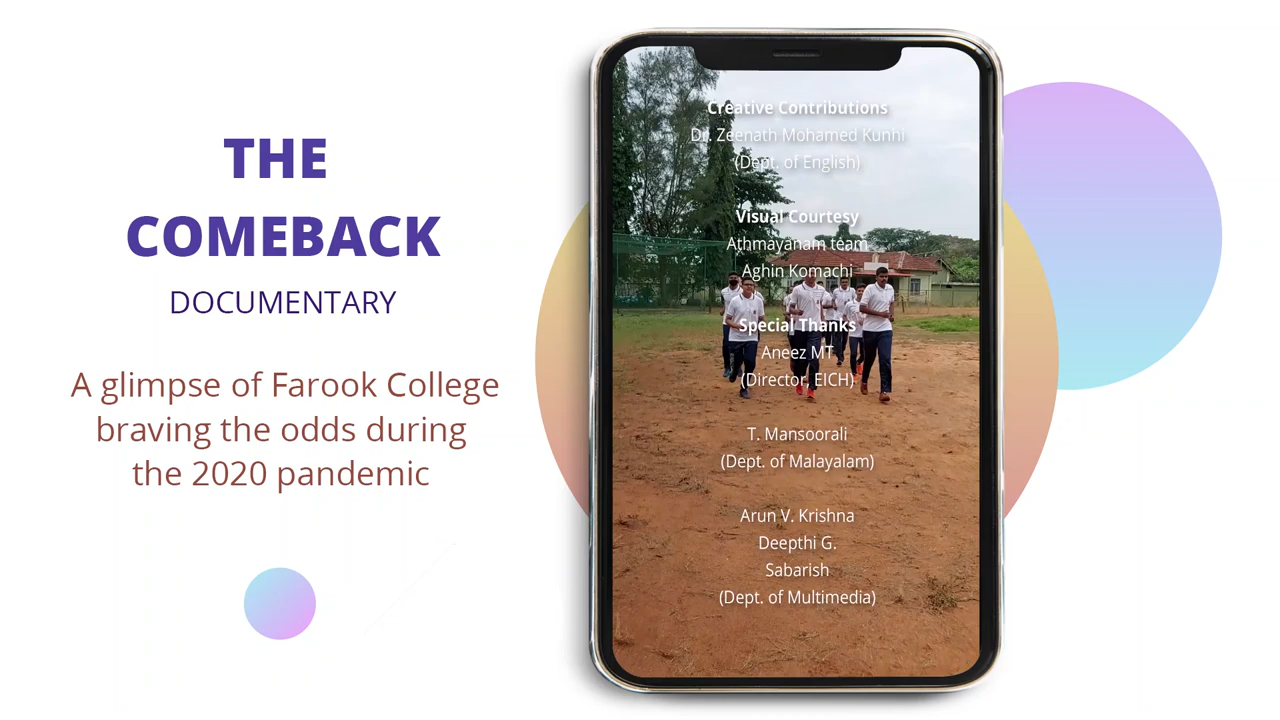 THE
COMEBACK
DOCUMENTARY
A glimpse of Farook College
braving the odds during
the 2020 pandemic
Creative Contributions
Dr. Zeenath Mohamed Kunhi
(Dept. of English)
Visual Courtesy
Athmayanam team
Aghin Komachi
Special Thanks
Aneez MT
(Director, EICH)
T. Mansoorali
(Dept. of Malayalam)
Arun V. Krishna
Deepthi G.
Sabarish
(Dept. of Multimedia)